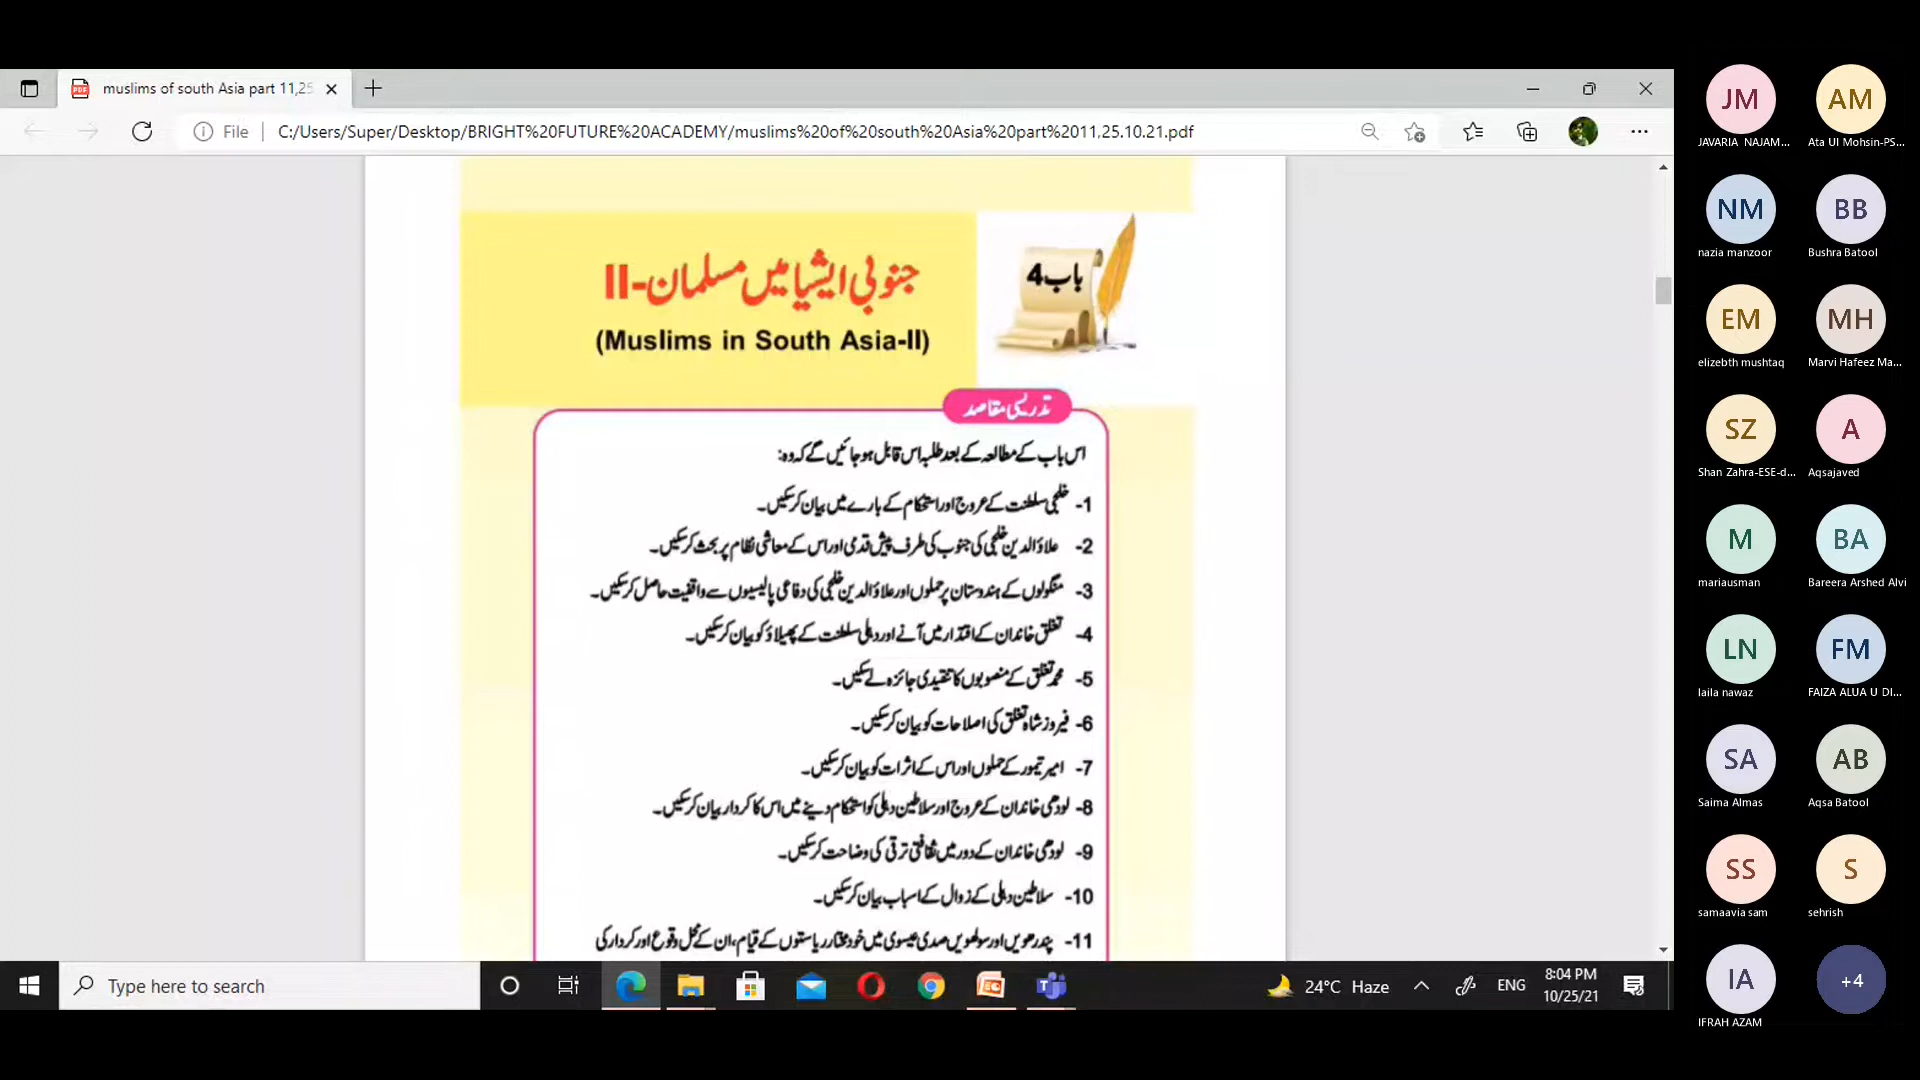 muslims of south Asia part 11,25
File
C:/Users/Super/Desktop/BRIGHT%20FUTURE%20ACADEMY/muslims%20of%20south%20Asia%20part%2011,25.10.21.pdf
باب 4
جنوبی ایشیا میں مسلمان-II
(Muslims in South Asia-II)
تدریسی مقاصد
اس باب کے مطالعہ کے بعد طلبہ اس قابل ہو جائیں گے کہ وہ:
1- خلجی سلطنت کے عروج اور استحکام کے بارے میں بیان کر سکیں۔
2- علاؤالدین خلجی کی جنوب کی طرف پیش قدمی اور اس کے معاشی نظام پر بحث کر سکیں۔
3- منگولوں کے ہندوستان پر حملوں اور علاؤالدین خلجی کی دفاعی پالیسیوں سے واقفیت حاصل کر سکیں۔
4- تغلق خاندان کے اقتدار میں آنے اور دہلی سلطنت کے پھیلاؤ کو بیان کر سکیں۔
5- محمد تغلق کے منصوبوں کا تنقیدی جائزہ لے سکیں۔
6- فیروز شاہ تغلق کی اصلاحات کو بیان کر سکیں۔
7- امیر تیمور کے حملوں اور اس کے اثرات کو بیان کر سکیں۔
8- لودھی خاندان کے عروج اور سلاطین دہلی کو استحکام دینے میں اس کا کردار بیان کر سکیں۔
9- لودھی خاندان کے دور میں ثقافتی ترقی کی وضاحت کر سکیں۔
10- سلاطین دہلی کے زوال کے اسباب بیان کر سکیں۔
11- پندرھویں اور سولھویں صدی عیسوی میں خود مختار ریاستوں کے قیام، ان کے محل وقوع اور کردار کی
Type here to search
24°C Haze
ENG
8:04 PM
10/25/21
JM
JAVARIA NAJAM...
AM
Ata Ul Mohsin-PS...
NM
nazia manzoor
BB
Bushra Batool
EM
elizebth mushtaq
MH
Marvi Hafeez Ma...
SZ
Shan Zahra-ESE-d...
A
Aqsajaved
M
mariausman
BA
Bareera Arshed Alvi
LN
laila nawaz
FM
FAIZA ALUA U DI...
SA
Saima Almas
AB
Aqsa Batool
SS
samaavia sam
S
sehrish
IA
IFRAH AZAM
+4